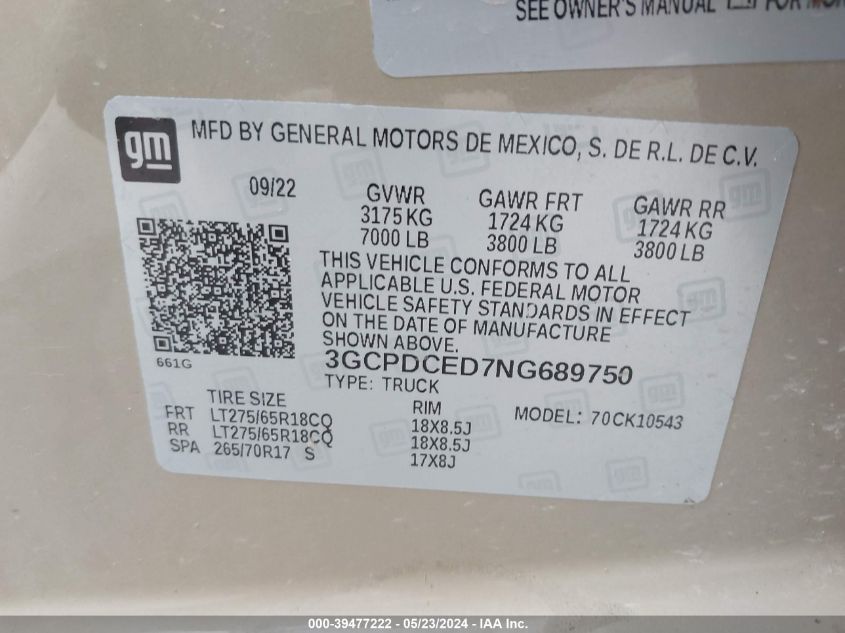 SEE OWNER'S MANUAL FOR MOR
gm MFD BY GENERAL MOTORS DE MEXICO, S. DE R.L. DE C.V.
09/22 GVWR GAWR FRT GAWR RR
3175 KG 1724 KG 1724 KG
7000 LB 3800 LB 3800 LB
THIS VEHICLE CONFORMS TO ALL
APPLICABLE U.S. FEDERAL MOTOR
VEHICLE SAFETY STANDARDS IN EFFECT
ON THE DATE OF MANUFACTURE
SHOWN ABOVE.
661G
3GCPDCED7NG689750
TYPE: TRUCK
TIRE SIZE RIM MODEL: 70CK10543
FRT LT275/65R18CQ 18X8.5J
RR LT275/65R18CQ 18X8.5J
SPA 265/70R17 S 17X8J
000-39477222 - 05/23/2024 - IAA Inc.